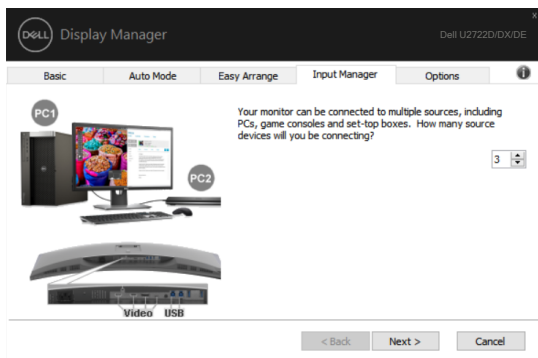 DELL Display Manager
Dell U2722D/DX/DE
x
Basic Auto Mode Easy Arrange Input Manager Options i
PC1
PC2
Video USB
Your monitor can be connected to multiple sources, including
PCs, game consoles and set-top boxes. How many source
devices will you be connecting?
3
< Back Next > Cancel